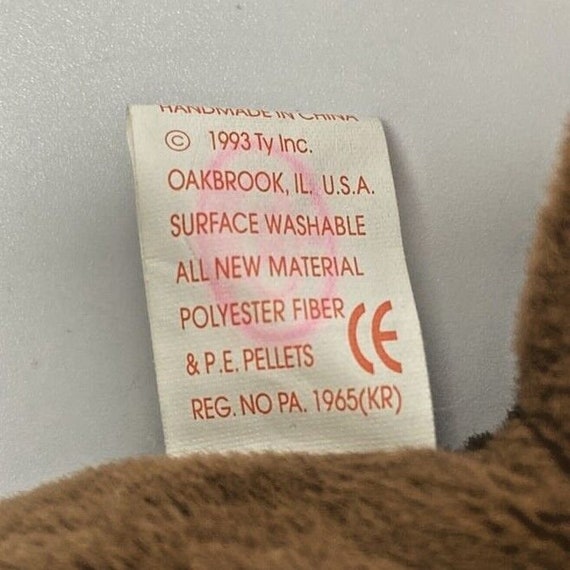 HANDMADE IN CHINA
© 1993 Ty Inc.
OAKBROOK, IL. U.S.A.
SURFACE WASHABLE
ALL NEW MATERIAL
POLYESTER FIBER
& P.E. PELLETS CE
REG. NO PA. 1965(KR)